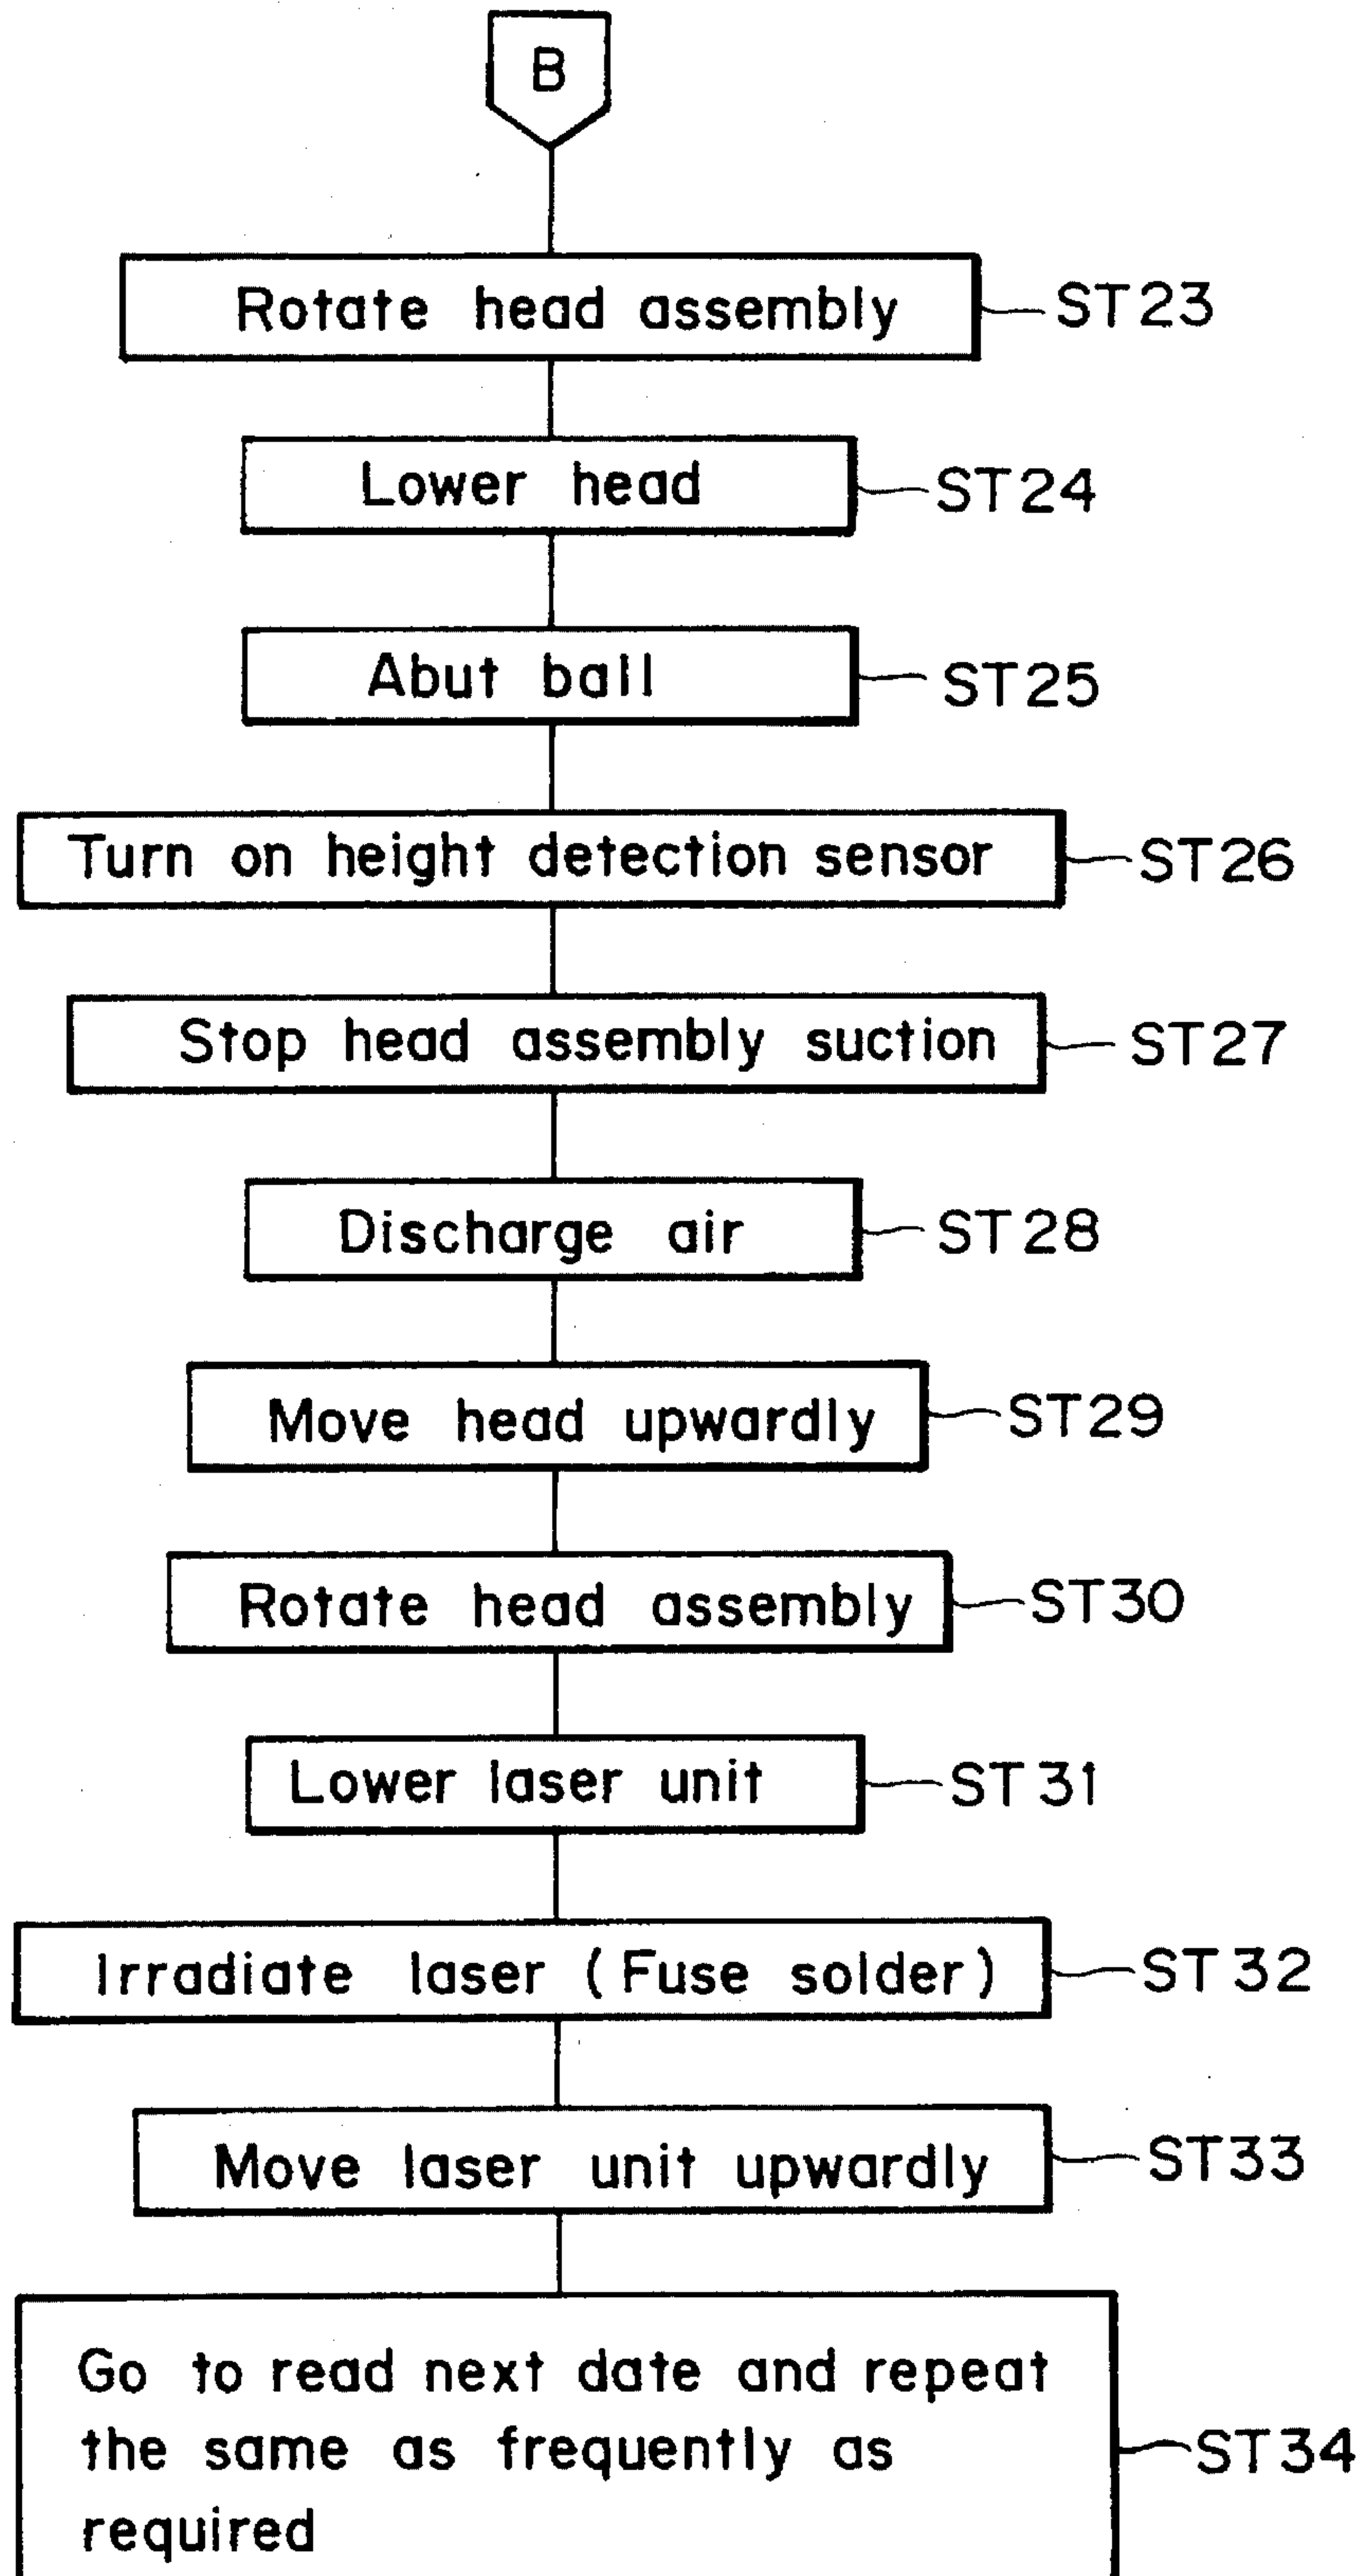 B
Rotate head assembly ST23
Lower head ST24
Abut ball ST25
Turn on height detection sensor ST26
Stop head assembly suction ST27
Discharge air ST28
Move head upwardly ST29
Rotate head assembly ST30
Lower laser unit ST31
Irradiate laser (Fuse solder) ST32
Move laser unit upwardly ST33
Go to read next date and repeat
the same as frequently as
required
ST34